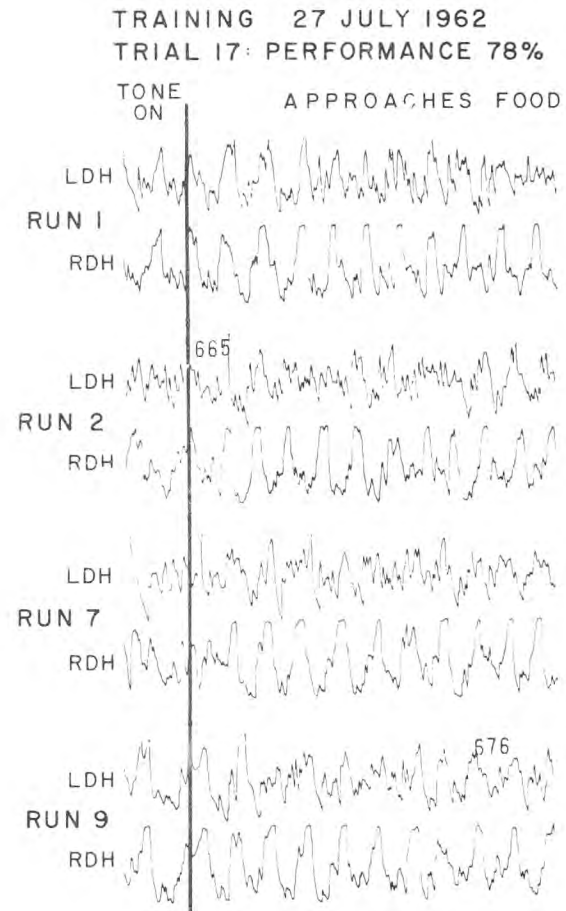 TRAINING 27 JULY 1962
TRIAL 17: PERFORMANCE 78%
TONE ON
APPROACHES FOOD
LDH
RUN 1
RDH
665
LDH
RUN 2
RDH
LDH
RUN 7
RDH
676
LDH
RUN 9
RDH